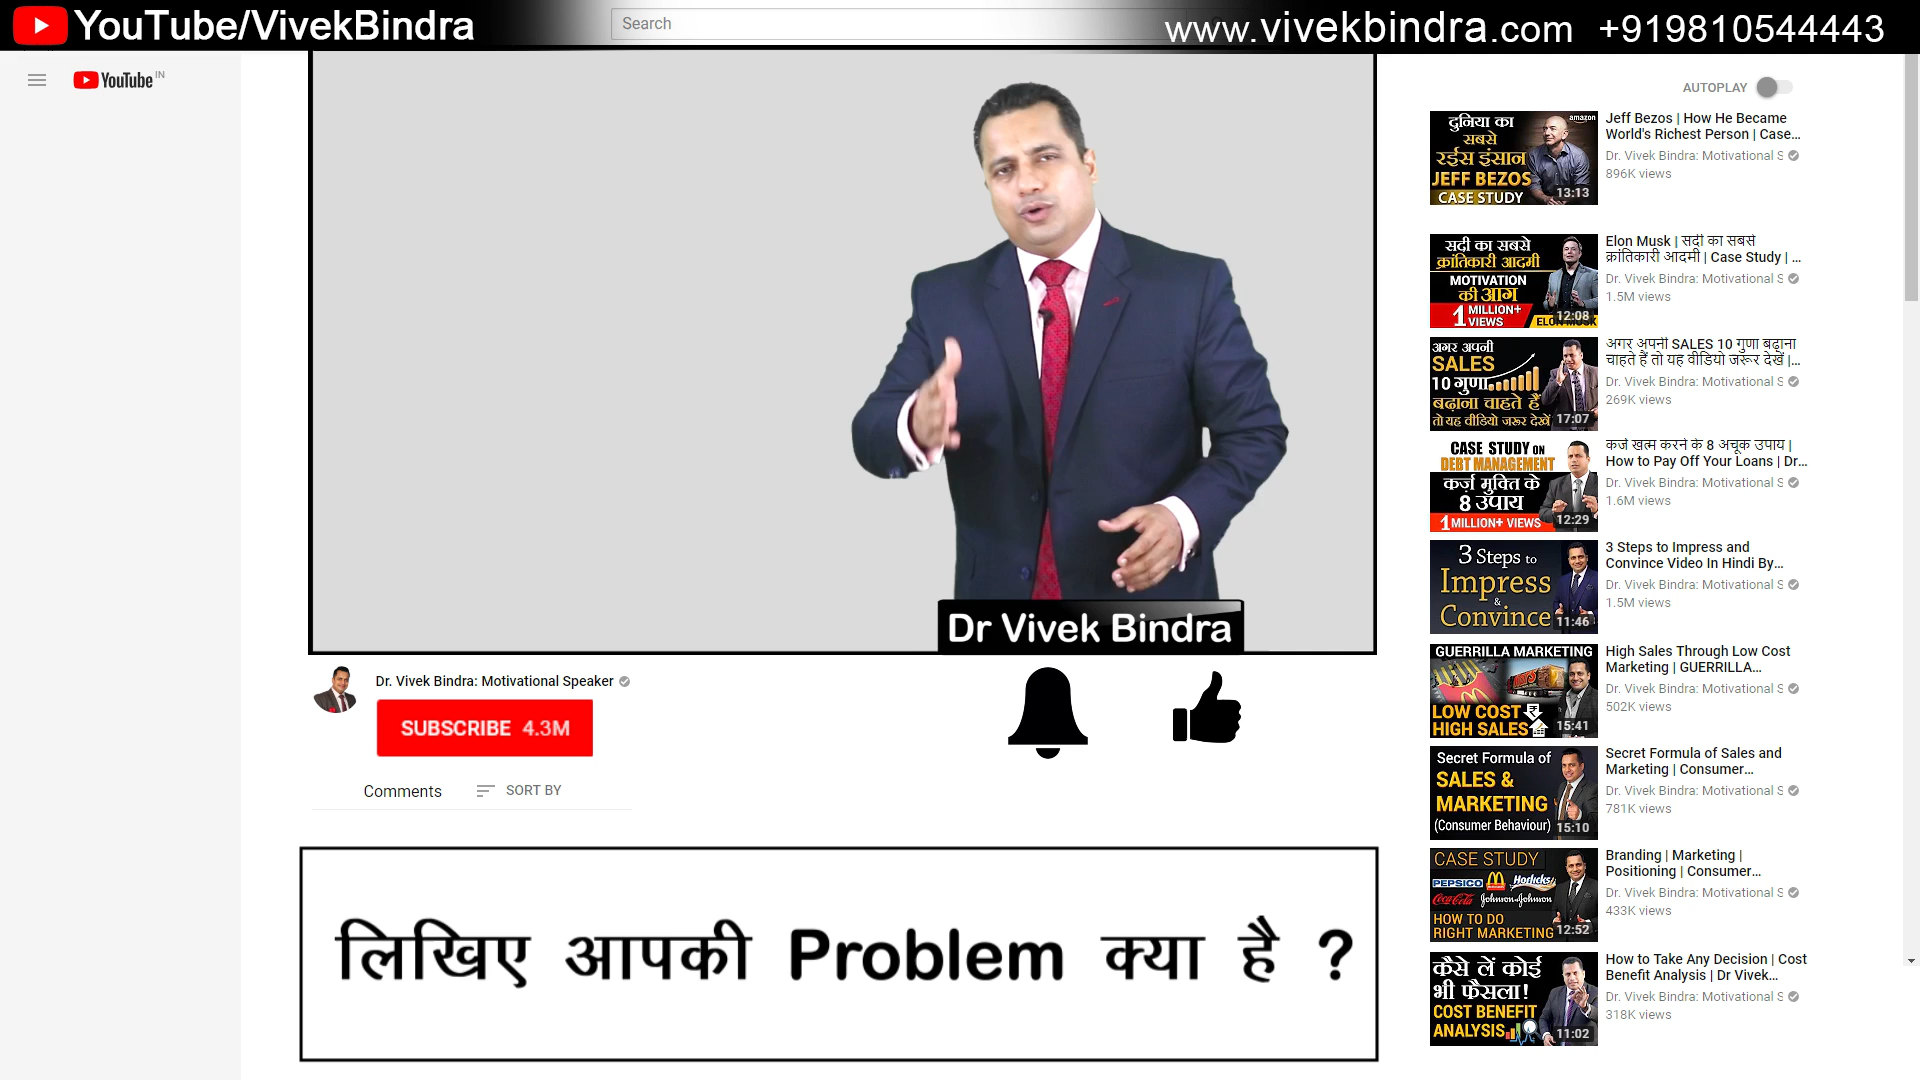 YouTube/VivekBindra
Search
www.vivekbindra.com +919810544443
YouTube IN
AUTOPLAY
Dr Vivek Bindra
Dr. Vivek Bindra: Motivational Speaker
SUBSCRIBE 4.3M
Comments
SORT BY
लिखिए आपकी Problem क्या है ?
दुनिया का
सबसे
रईस इंसान
JEFF BEZOS
CASE STUDY
amazon
13:13
Jeff Bezos | How He Became
World's Richest Person | Case...
Dr. Vivek Bindra: Motivational S
896K views
सदी का सबसे
क्रांतिकारी आदमी
MOTIVATION
की आग
1 MILLION+
VIEWS
ELON MUSK
12:08
Elon Musk | सदी का सबसे
क्रांतिकारी आदमी | Case Study | ...
Dr. Vivek Bindra: Motivational S
1.5M views
अगर अपनी
SALES
10 गुणा
बढ़ाना चाहते हैं
तो यह वीडियो जरूर देखें
17:07
अगर अपनी SALES 10 गुणा बढ़ाना
चाहते हैं तो यह वीडियो जरूर देखें |...
Dr. Vivek Bindra: Motivational S
269K views
CASE STUDY ON
DEBT MANAGEMENT
कर्ज़ मुक्ति के
8 उपाय
1 MILLION+ VIEWS
12:29
कर्ज खत्म करने के 8 अचूक उपाय |
How to Pay Off Your Loans | Dr...
Dr. Vivek Bindra: Motivational S
1.6M views
3 Steps to
Impress
&
Convince
11:46
3 Steps to Impress and
Convince Video In Hindi By...
Dr. Vivek Bindra: Motivational S
1.5M views
GUERRILLA MARKETING
LOW COST
HIGH SALES
15:41
High Sales Through Low Cost
Marketing | GUERRILLA...
Dr. Vivek Bindra: Motivational S
502K views
Secret Formula of
SALES &
MARKETING
(Consumer Behaviour)
15:10
Secret Formula of Sales and
Marketing | Consumer...
Dr. Vivek Bindra: Motivational S
781K views
CASE STUDY
PEPSICO Horlicks
Coca-Cola Johnson&Johnson
HOW TO DO
RIGHT MARKETING
12:52
Branding | Marketing |
Positioning | Consumer...
Dr. Vivek Bindra: Motivational S
433K views
कैसे लें कोई
भी फैसला!
COST BENEFIT
ANALYSIS
11:02
How to Take Any Decision | Cost
Benefit Analysis | Dr Vivek...
Dr. Vivek Bindra: Motivational S
318K views